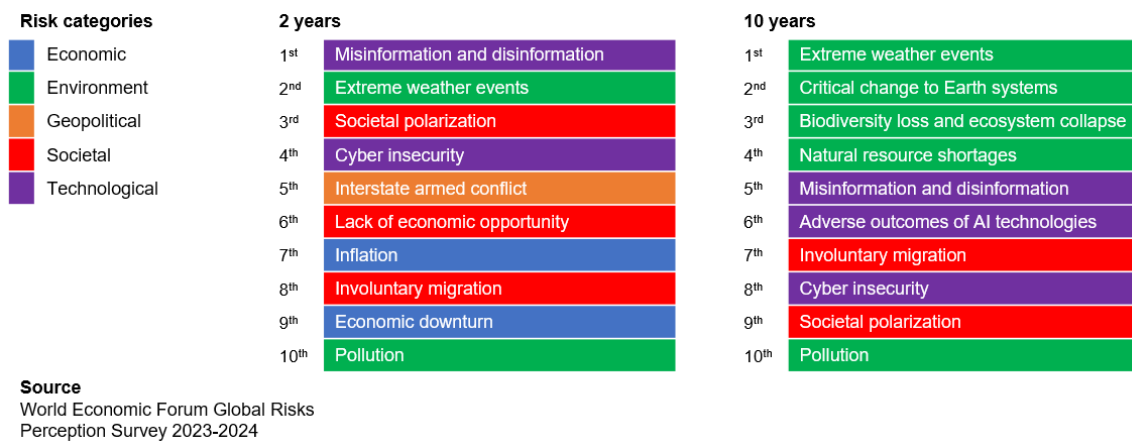 Risk categories
Economic
Environment
Geopolitical
Societal
Technological
2 years
1st Misinformation and disinformation
2nd Extreme weather events
3rd Societal polarization
4th Cyber insecurity
5th Interstate armed conflict
6th Lack of economic opportunity
7th Inflation
8th Involuntary migration
9th Economic downturn
10th Pollution
10 years
1st Extreme weather events
2nd Critical change to Earth systems
3rd Biodiversity loss and ecosystem collapse
4th Natural resource shortages
5th Misinformation and disinformation
6th Adverse outcomes of AI technologies
7th Involuntary migration
8th Cyber insecurity
9th Societal polarization
10th Pollution
Source
World Economic Forum Global Risks
Perception Survey 2023-2024